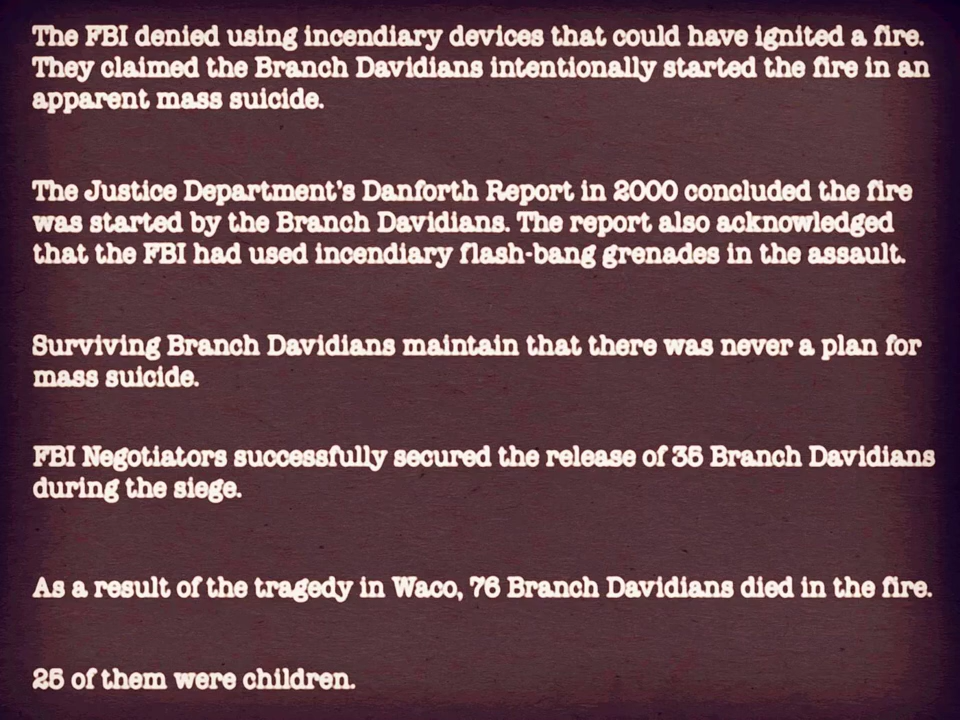 The FBI denied using incendiary devices that could have ignited a fire.
They claimed the Branch Davidians intentionally started the fire in an
apparent mass suicide.
The Justice Department's Danforth Report in 2000 concluded the fire
was started by the Branch Davidians. The report also acknowledged
that the FBI had used incendiary flash-bang grenades in the assault.
Surviving Branch Davidians maintain that there was never a plan for
mass suicide.
FBI Negotiators successfully secured the release of 35 Branch Davidians
during the siege.
As a result of the tragedy in Waco, 76 Branch Davidians died in the fire.
25 of them were children.